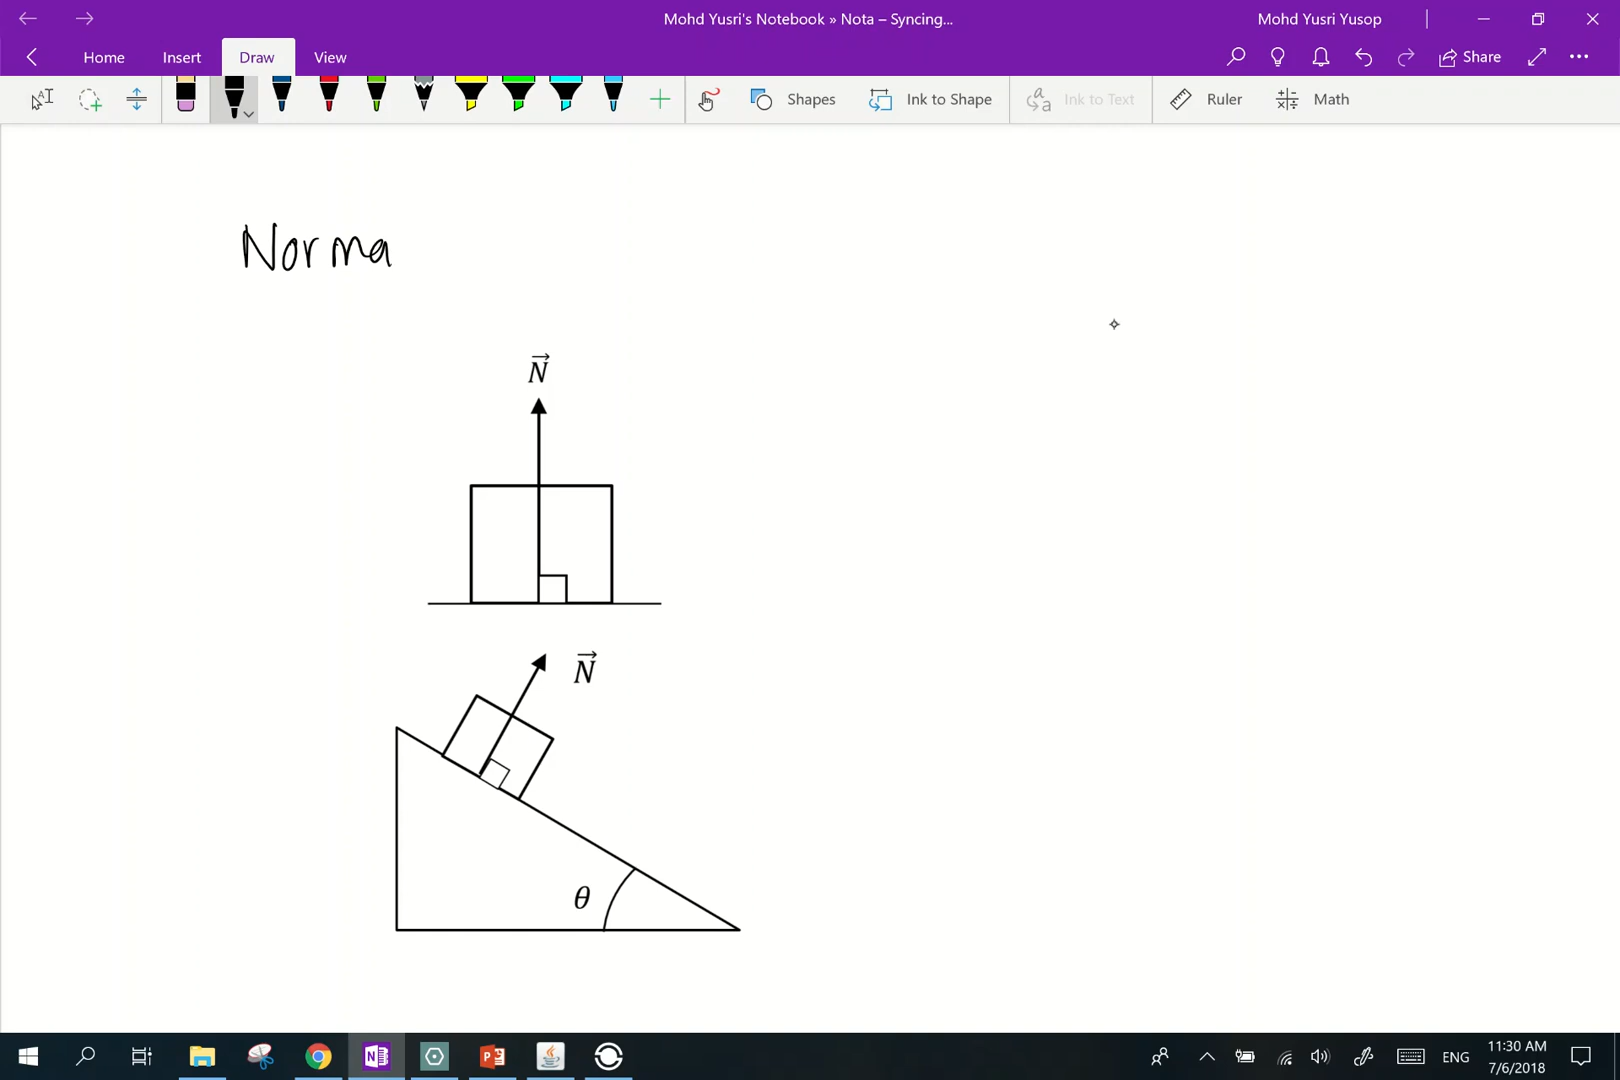 Mohd Yusri's Notebook » Nota – Syncing...
Mohd Yusri Yusop
Home Insert Draw View
Share
Shapes Ink to Shape Ink to Text Ruler Math
Norma
N⃗
N⃗
θ
ENG
11:30 AM
7/6/2018